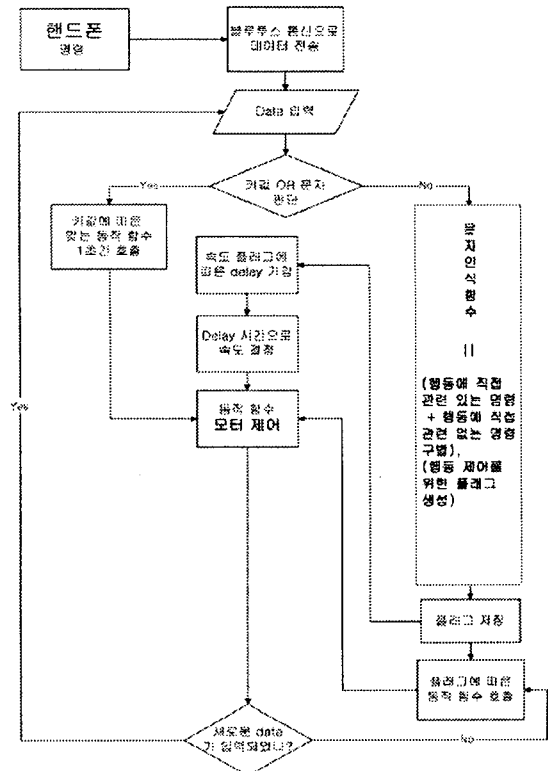 핸드폰
명령
블루투스 통신으로
데이터 전송
Data 입력
키값 OR 문자
판단
Yes
No
키값에 따른
맞는 동작 함수
1초간 호출
속도 플래그에
따른 delay 가감
Delay 시간으로
속도 결정
동작 함수
모터 제어
문
자
인
식
함
수
||
(행동에 직접
관련 있는 명령
+ 행동에 직접
관련 없는 명령
구별),
(행동 제어를
위한 플래그
생성)
플래그 저장
플래그에 따른
동작 함수 호출
새로운 data
가 입력되었나?
Yes
No